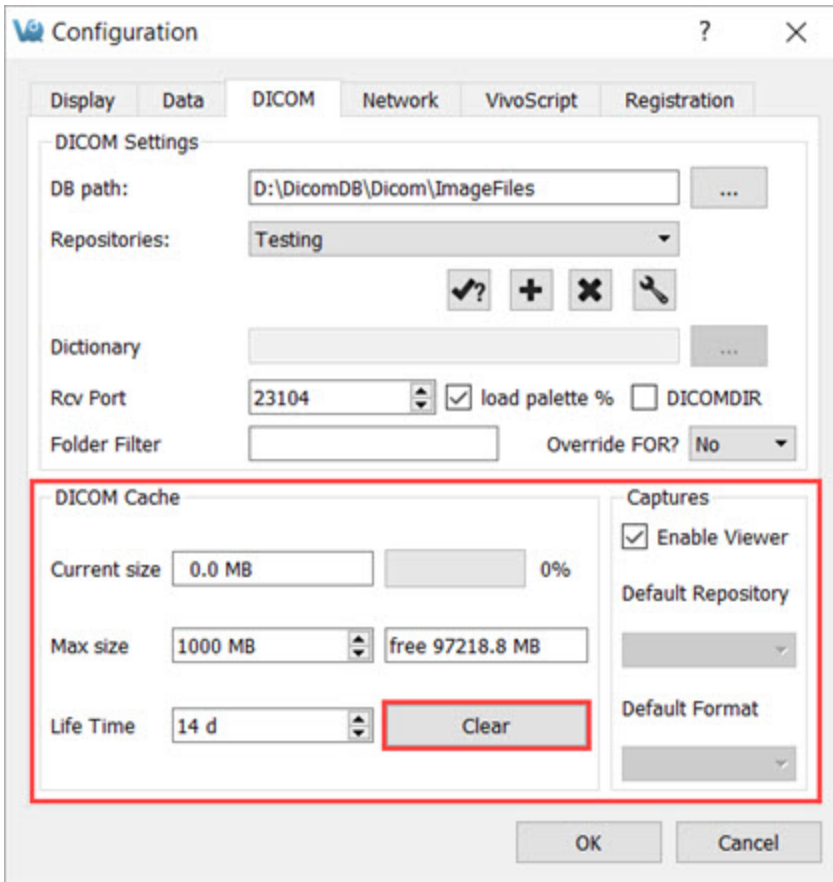 Configuration
?
Display Data DICOM Network VivoScript Registration
DICOM Settings
DB path: D:\DicomDB\Dicom\ImageFiles ...
Repositories: Testing
?
Dictionary ...
Rcv Port 23104 load palette % DICOMDIR
Folder Filter Override FOR? No
DICOM Cache
Current size 0.0 MB 0%
Max size 1000 MB free 97218.8 MB
Life Time 14 d Clear
Captures
Enable Viewer
Default Repository
Default Format
OK Cancel